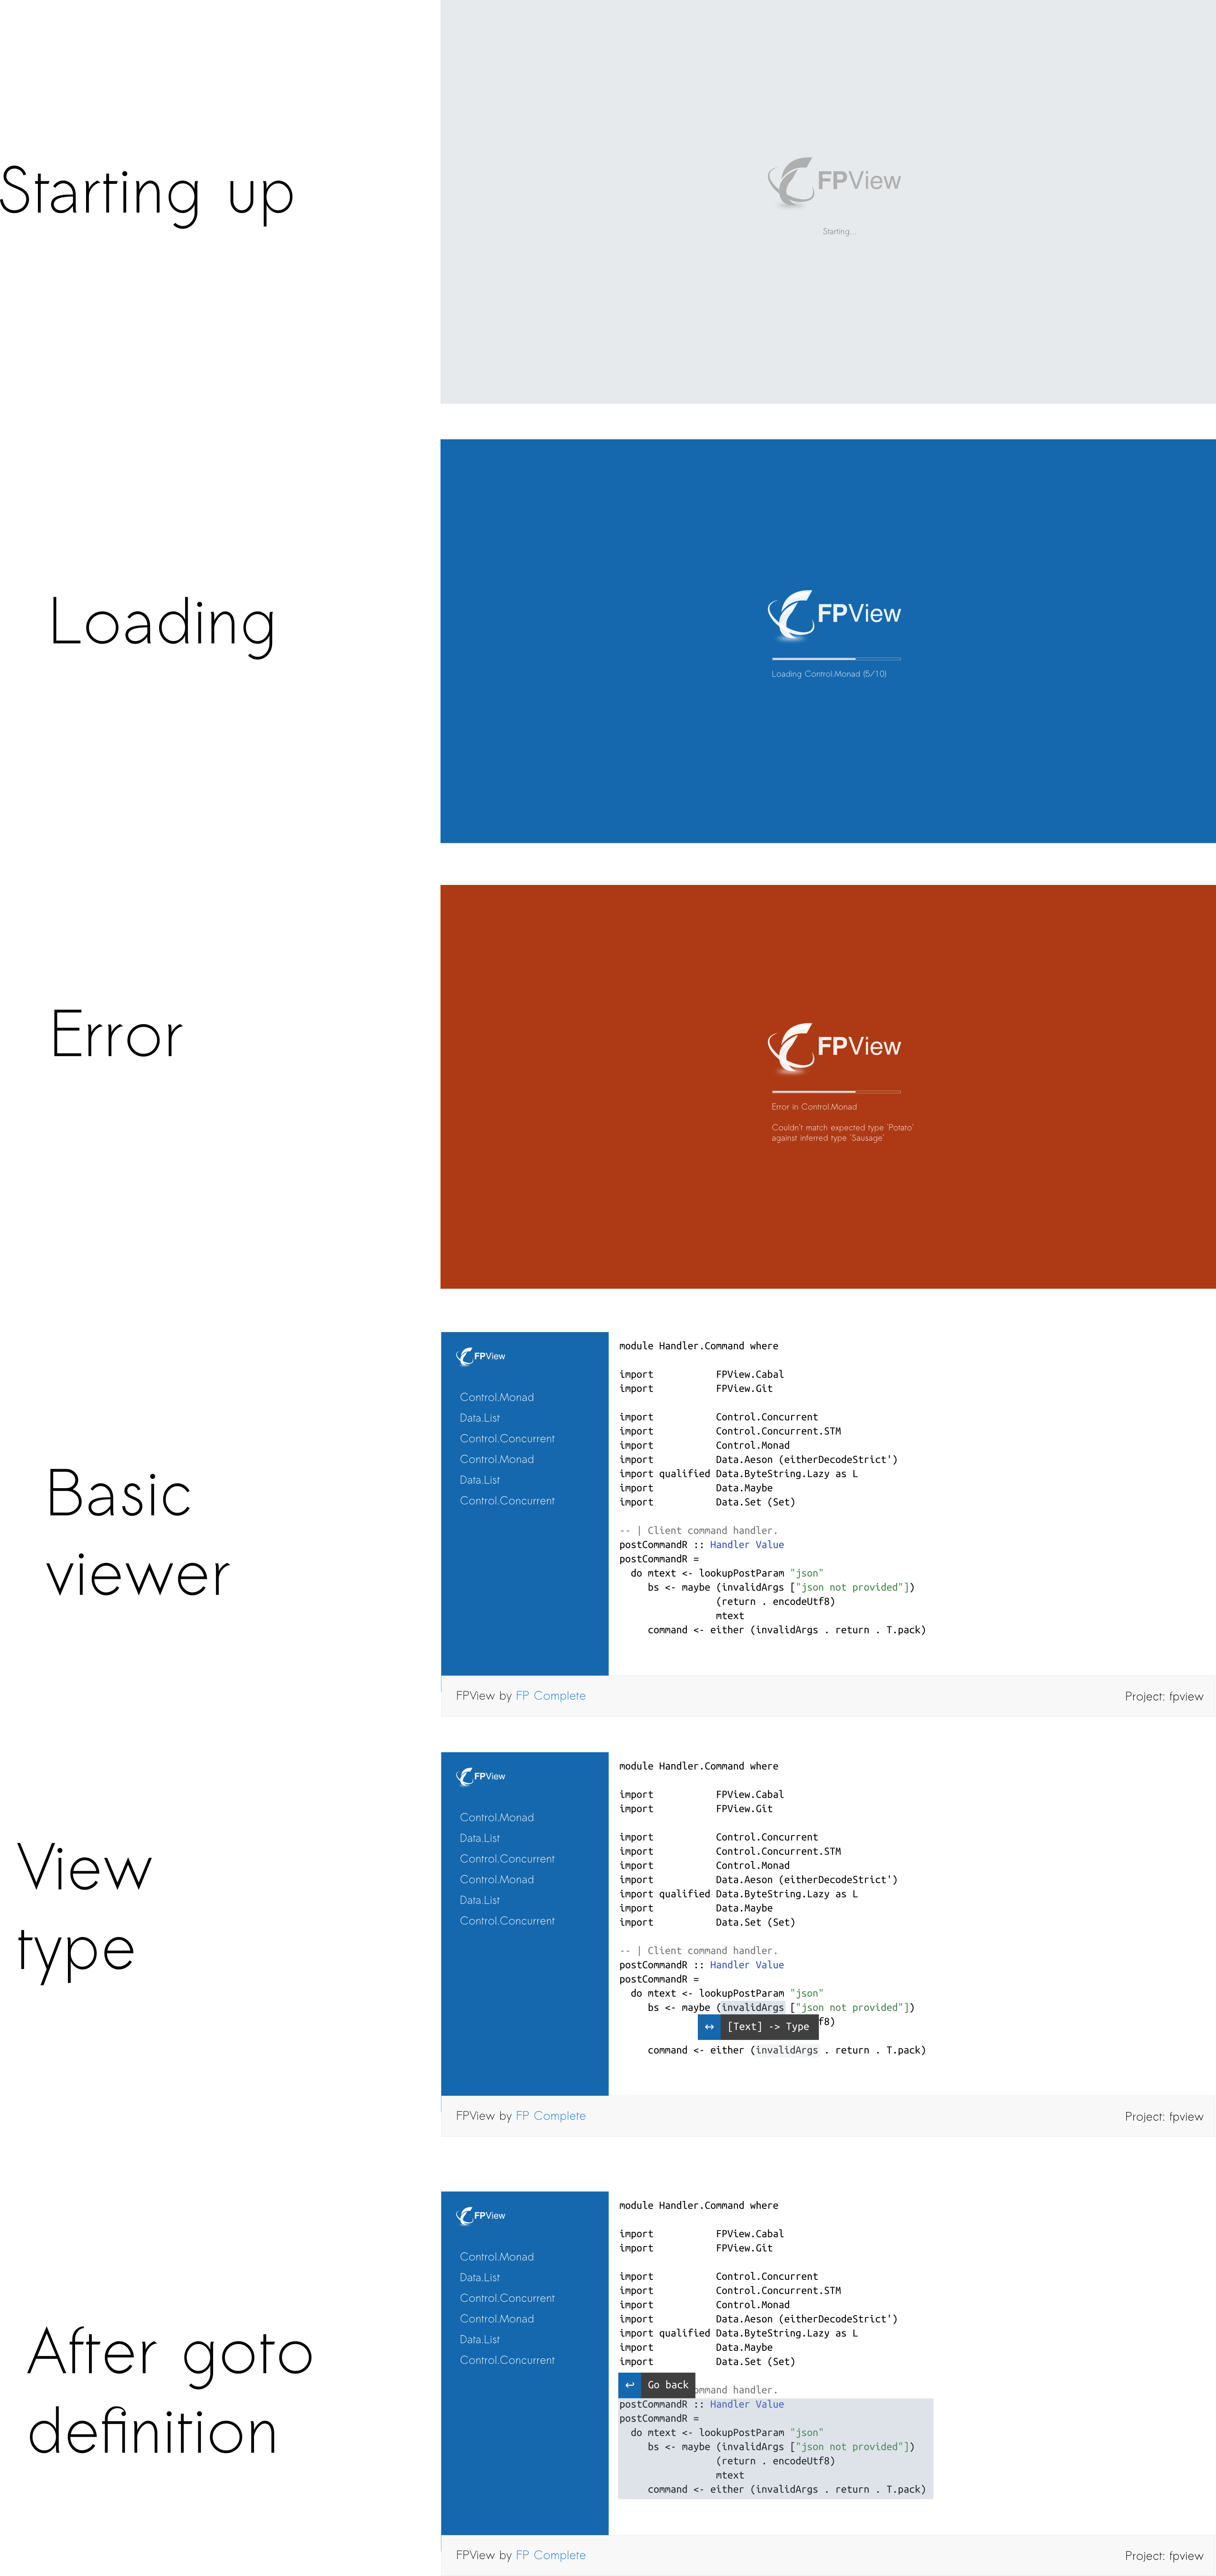 Starting up
FPView
Starting...
Loading
FPView
Loading Control.Monad (5/10)
Error
FPView
Error in Control.Monad
Couldn't match expected type 'Potato'
against inferred type 'Sausage'
Basic
viewer
FPView
Control.Monad
Data.List
Control.Concurrent
Control.Monad
Data.List
Control.Concurrent
module Handler.Command where
import           FPView.Cabal
import           FPView.Git
import           Control.Concurrent
import           Control.Concurrent.STM
import           Control.Monad
import           Data.Aeson (eitherDecodeStrict')
import qualified Data.ByteString.Lazy as L
import           Data.Maybe
import           Data.Set (Set)
-- | Client command handler.
postCommandR :: Handler Value
postCommandR =
  do mtext <- lookupPostParam "json"
     bs <- maybe (invalidArgs ["json not provided"])
                 (return . encodeUtf8)
                 mtext
     command <- either (invalidArgs . return . T.pack)
FPView by FP Complete
Project: fpview
View
type
FPView
Control.Monad
Data.List
Control.Concurrent
Control.Monad
Data.List
Control.Concurrent
module Handler.Command where
import           FPView.Cabal
import           FPView.Git
import           Control.Concurrent
import           Control.Concurrent.STM
import           Control.Monad
import           Data.Aeson (eitherDecodeStrict')
import qualified Data.ByteString.Lazy as L
import           Data.Maybe
import           Data.Set (Set)
-- | Client command handler.
postCommandR :: Handler Value
postCommandR =
  do mtext <- lookupPostParam "json"
     bs <- maybe (invalidArgs ["json not provided"])
f8)
↔ [Text] -> Type
     command <- either (invalidArgs . return . T.pack)
FPView by FP Complete
Project: fpview
After goto
definition
FPView
Control.Monad
Data.List
Control.Concurrent
Control.Monad
Data.List
Control.Concurrent
module Handler.Command where
import           FPView.Cabal
import           FPView.Git
import           Control.Concurrent
import           Control.Concurrent.STM
import           Control.Monad
import           Data.Aeson (eitherDecodeStrict')
import qualified Data.ByteString.Lazy as L
import           Data.Maybe
import           Data.Set (Set)
↩ Go back
mmand handler.
postCommandR :: Handler Value
postCommandR =
  do mtext <- lookupPostParam "json"
     bs <- maybe (invalidArgs ["json not provided"])
                 (return . encodeUtf8)
                 mtext
     command <- either (invalidArgs . return . T.pack)
FPView by FP Complete
Project: fpview